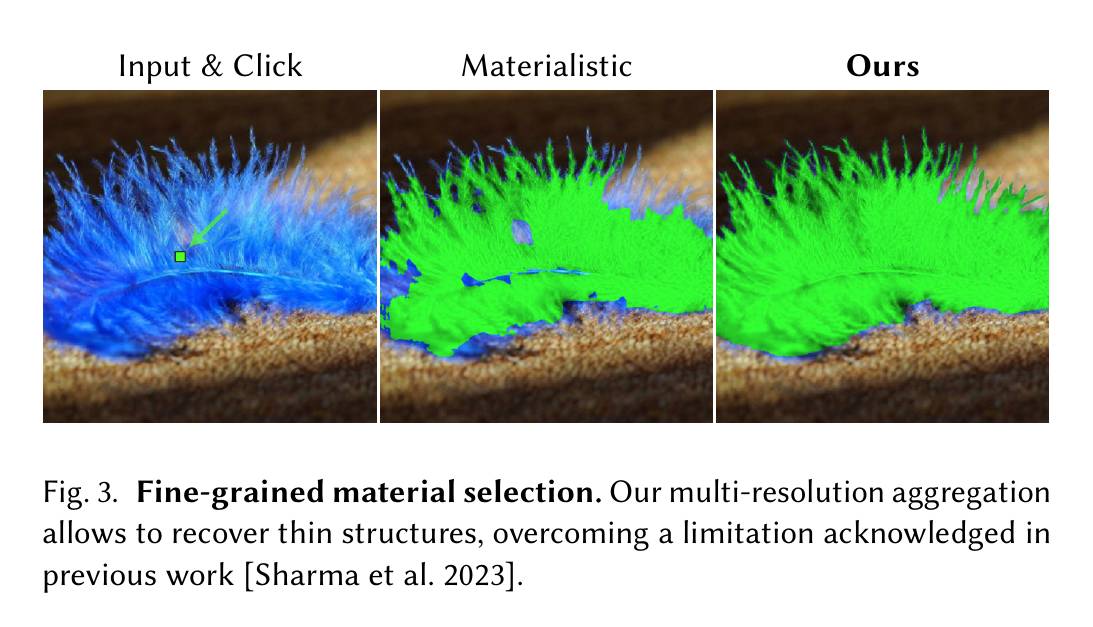 Input & Click
Materialistic
Ours
Fig. 3. Fine-grained material selection. Our multi-resolution aggregation
allows to recover thin structures, overcoming a limitation acknowledged in
previous work [Sharma et al. 2023].